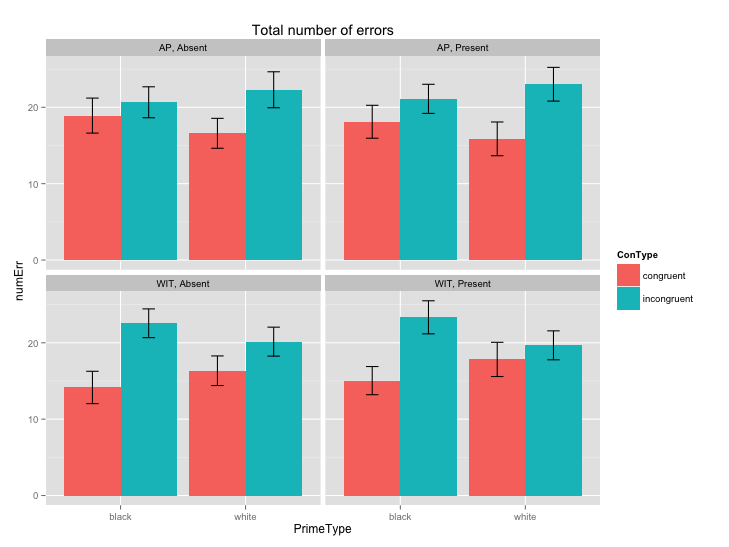 Total number of errors
AP, Absent
AP, Present
20
10
0
numErr
WIT, Absent
WIT, Present
20
10
0
black
white
black
white
PrimeType
ConType
congruent
incongruent